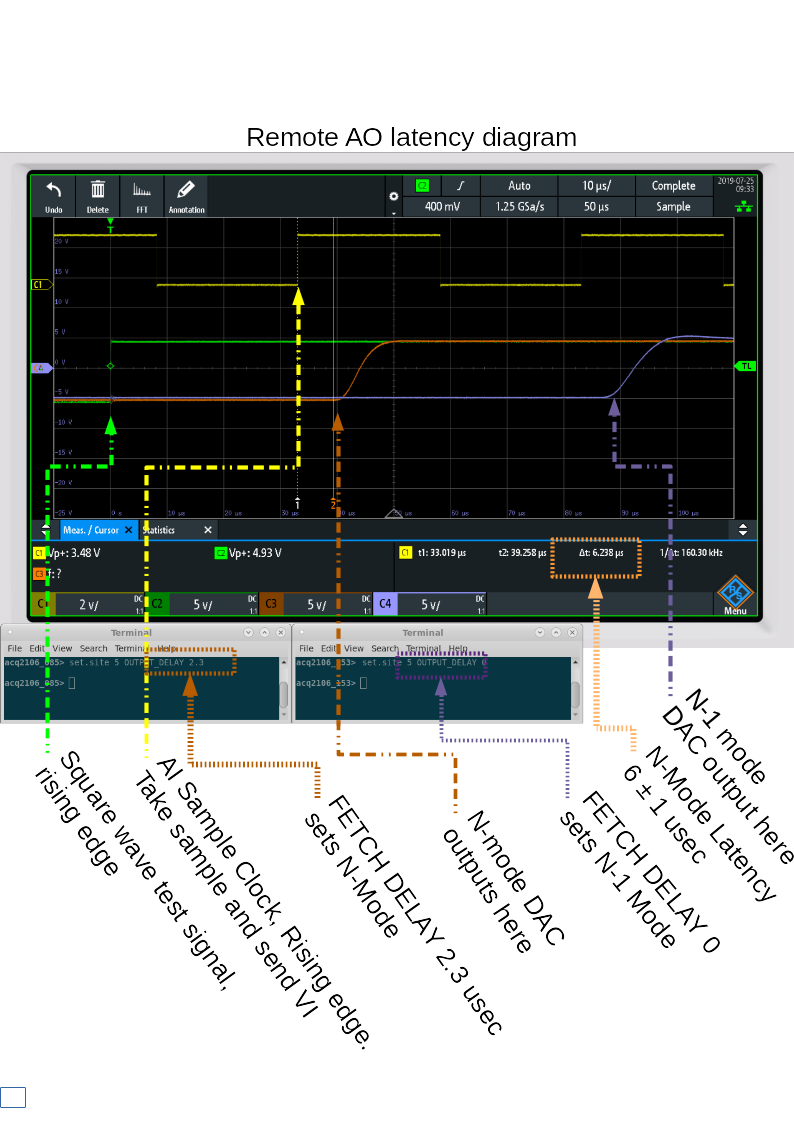 Remote AO latency diagram
Undo
Delete
FFT
Annotation
C2
Auto
10 µs/
Complete
400 mV
1.25 GSa/s
50 µs
Sample
2019-07-25
09:33
T
20 V
C1
15 V
10 V
5 V
0 V
TL
-5 V
-10 V
-15 V
-20 V
-25 V
0 s
10 µs
20 µs
30 µs
1
2
60 µs
70 µs
80 µs
90 µs
100 µs
Meas. / Cursor
Statistics
C1 Vp+: 3.48 V
C2 Vp+: 4.93 V
C1 t1: 33.019 µs
t2: 39.258 µs
Δt: 6.238 µs
1/Δt: 160.30 kHz
C3 f: ?
2 v/
DC
1:1
C2
5 v/
DC
1:1
C3
5 v/
DC
1:1
C4
5 v/
DC
1:1
R&S
Menu
Terminal
File Edit View Search Terminal Help
acq2106_085> set.site 5 OUTPUT_DELAY 2.3
acq2106_085>
Terminal
File Edit View Search Terminal Help
acq2106_153> set.site 5 OUTPUT_DELAY 0
acq2106_153>
Square wave test signal,
rising edge
AI Sample Clock, Rising edge.
Take sample and send VI
FETCH DELAY 2.3 usec
sets N-Mode
N-mode DAC
outputs here
FETCH DELAY 0
sets N-1 Mode
N-Mode Latency
6 ± 1 usec
N-1 mode
DAC output here